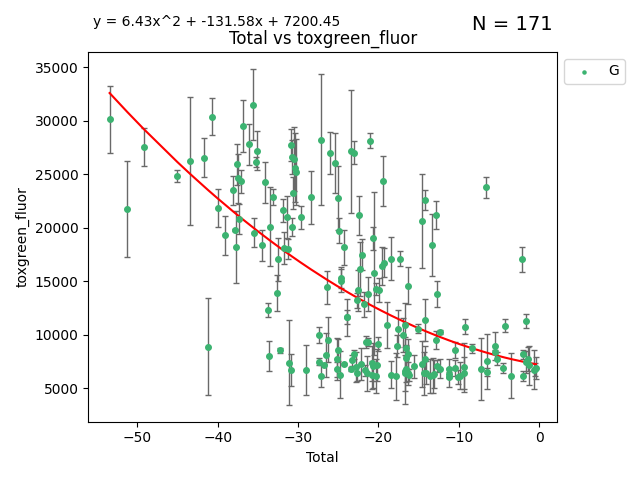 y = 6.43x^2 + -131.58x + 7200.45
N = 171
Total vs toxgreen_fluor
G
35000
30000
25000
20000
15000
10000
5000
toxgreen_fluor
−50
−40
−30
−20
−10
0
Total